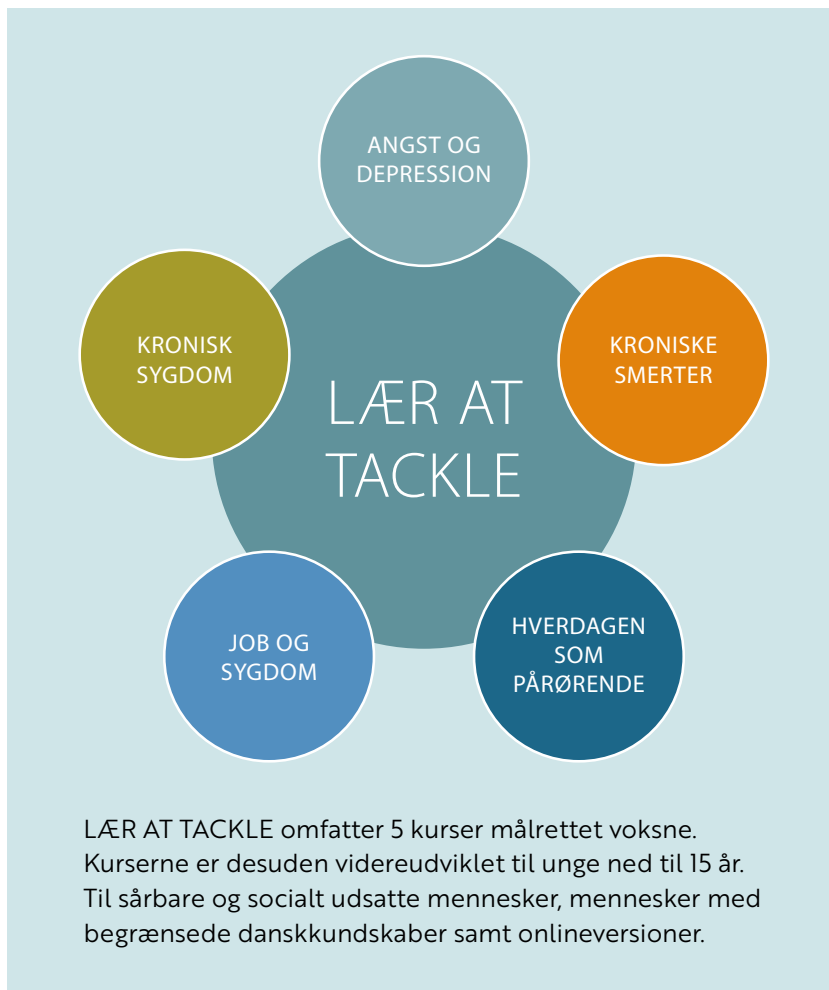 ANGST OG
DEPRESSION
KRONISK
SYGDOM
KRONISKE
SMERTER
LÆR AT
TACKLE
JOB OG
SYGDOM
HVERDAGEN
SOM
PÅRØRENDE
LÆR AT TACKLE omfatter 5 kurser målrettet voksne.
Kurserne er desuden videreudviklet til unge ned til 15 år.
Til sårbare og socialt udsatte mennesker, mennesker med
begrænsede danskkundskaber samt onlineversioner.